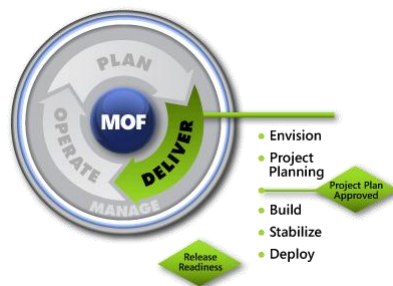 PLAN
MOF
OPERATE
DELIVER
MANAGE
• Envision
• Project
Planning
Project Plan
Approved
• Build
• Stabilize
• Deploy
Release
Readiness